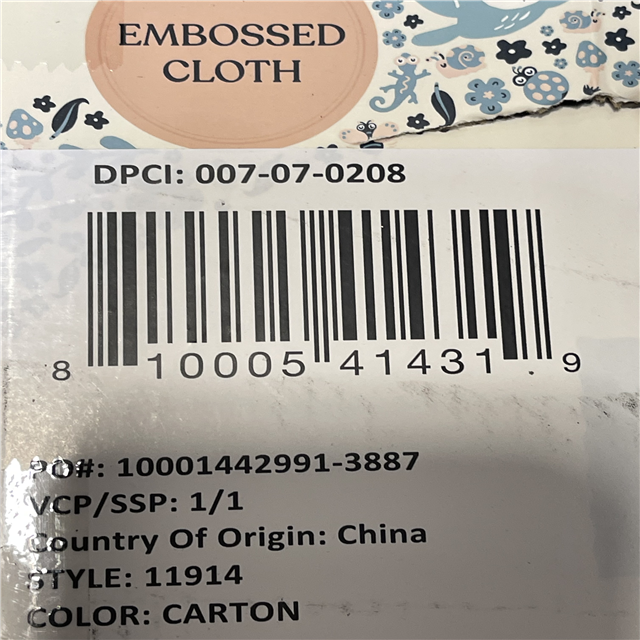 EMBOSSED
CLOTH
DPCI: 007-07-0208
8 10005 41431 9
PO#: 10001442991-3887
VCP/SSP: 1/1
Country Of Origin: China
STYLE: 11914
COLOR: CARTON